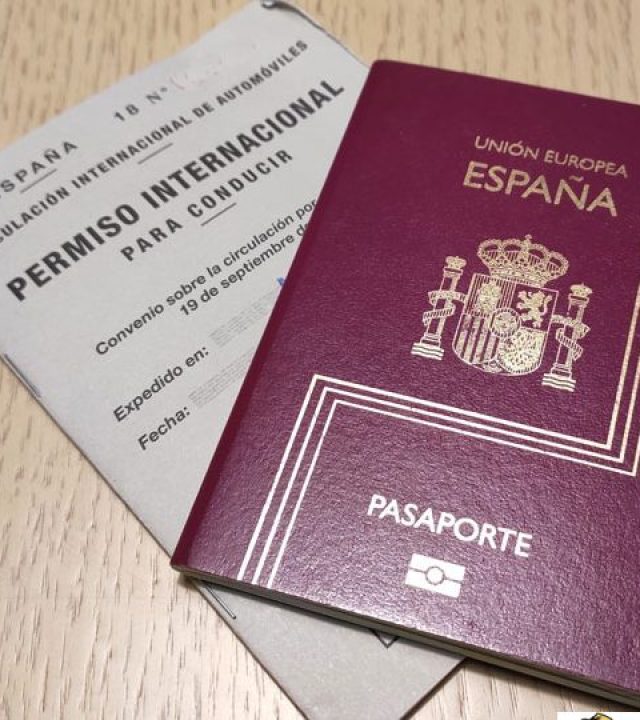 ESPAÑA
18 Nº
CULACIÓN INTERNACIONAL DE AUTOMÓVILES
PERMISO INTERNACIONAL
PARA CONDUCIR
Convenio sobre la circulación por
19 de septiembre de
Expedido en:
Fecha:
UNIÓN EUROPEA
ESPAÑA
PASAPORTE